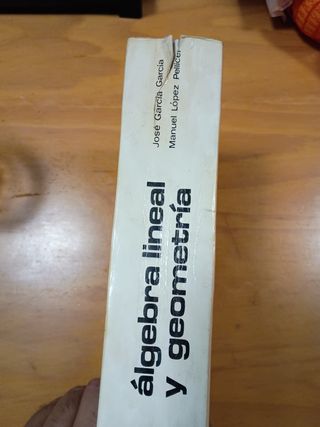 álgebra lineal
y geometría
José García García
Manuel López Pellicer